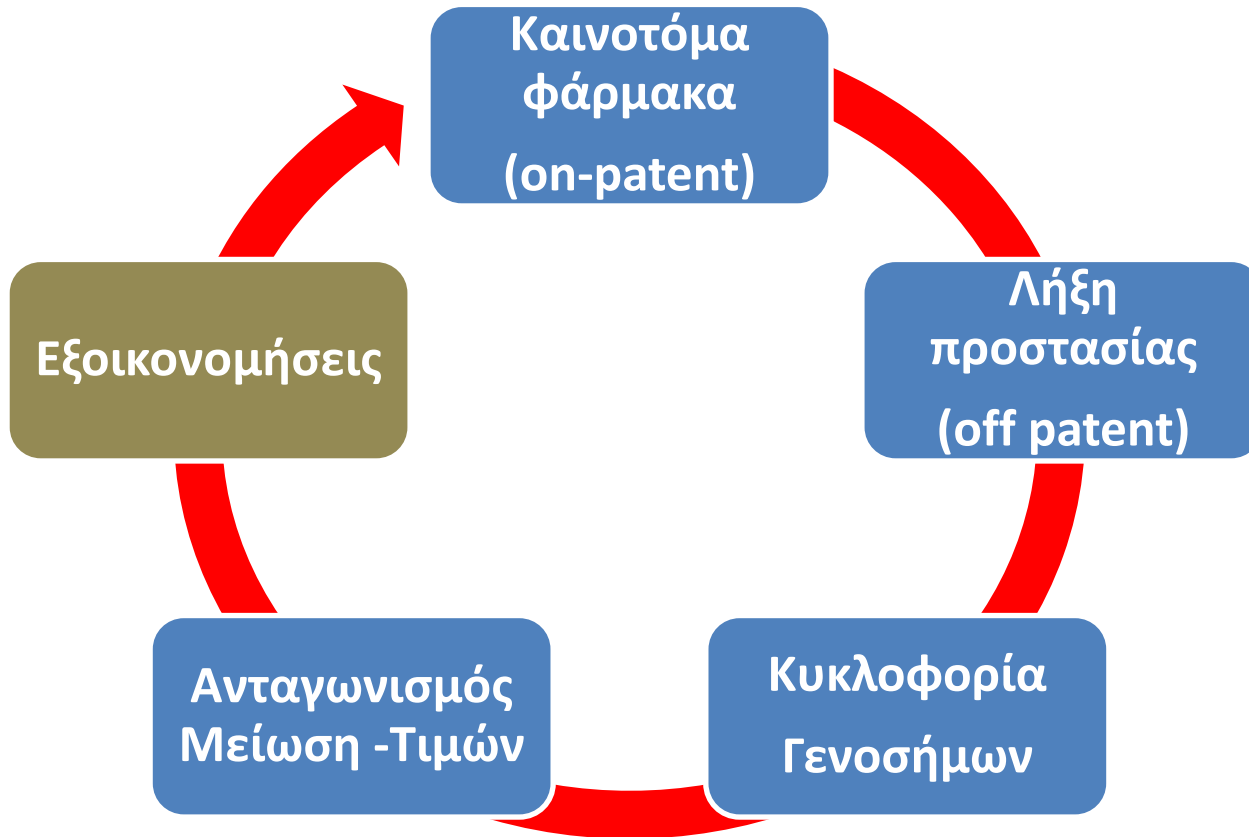 Καινοτόμα
φάρμακα
(on-patent)
Λήξη
προστασίας
(off patent)
Κυκλοφορία
Γενοσήμων
Ανταγωνισμός
Μείωση -Τιμών
Εξοικονομήσεις